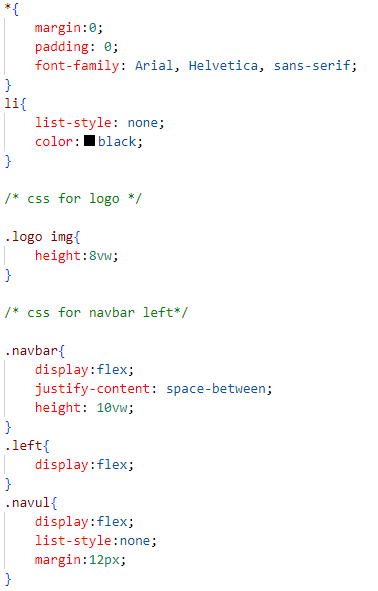 *{
    margin:0;
    padding: 0;
    font-family: Arial, Helvetica, sans-serif;
}
li{
    list-style: none;
    color: black;
}

/* css for logo */

.logo img{
    height:8vw;
}

/* css for navbar left*/

.navbar{
    display:flex;
    justify-content: space-between;
    height: 10vw;
}
.left{
    display:flex;
}
.navul{
    display:flex;
    list-style:none;
    margin:12px;
}